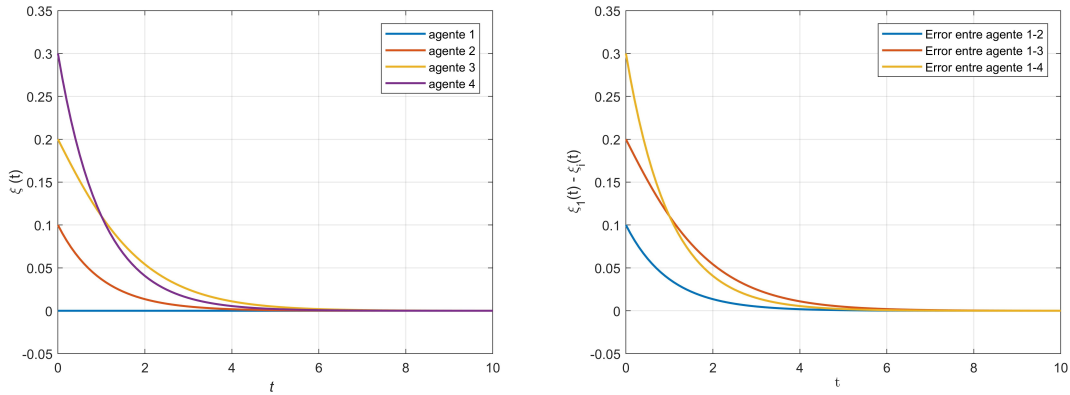 0.35
0.3
0.25
0.2
0.15
0.1
0.05
0
-0.05
ξ (t)
0 2 4 6 8 10
t
agente 1
agente 2
agente 3
agente 4
0.35
0.3
0.25
0.2
0.15
0.1
0.05
0
-0.05
ξ₁(t) - ξᵢ(t)
0 2 4 6 8 10
t
Error entre agente 1-2
Error entre agente 1-3
Error entre agente 1-4